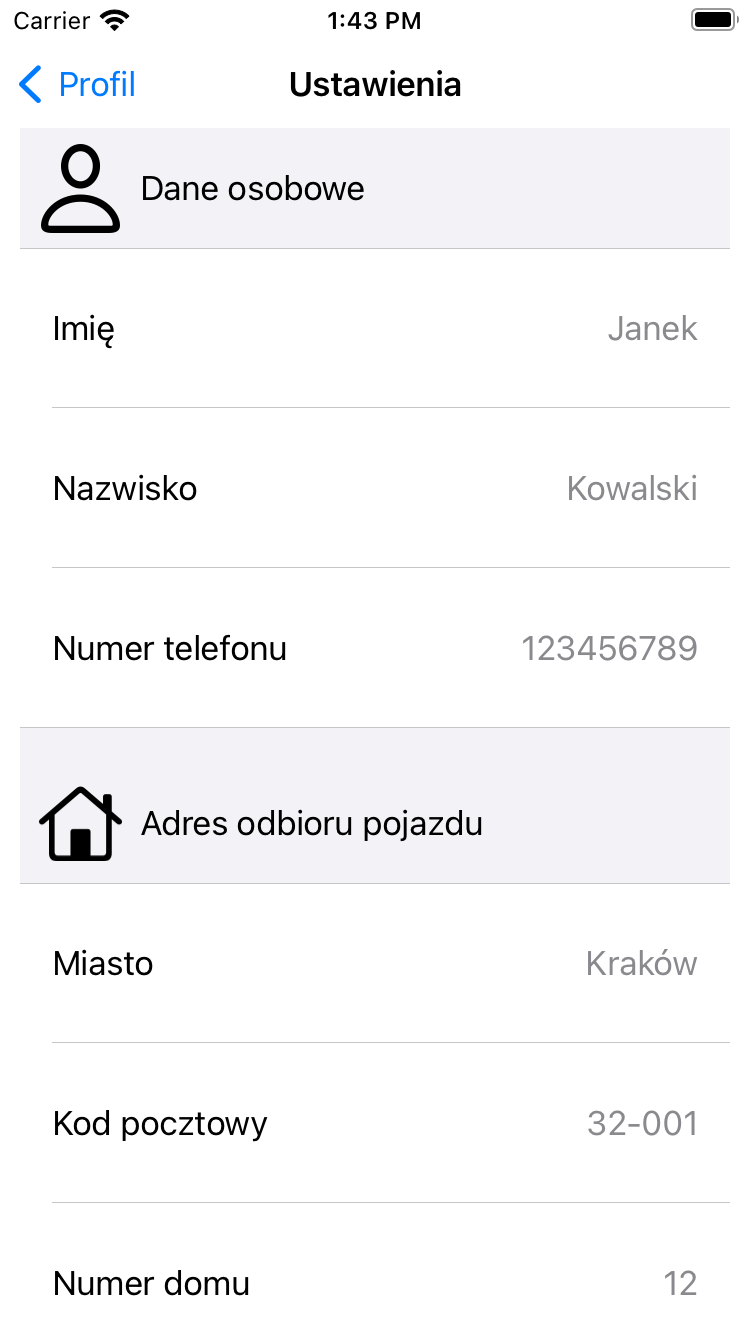 Carrier 1:43 PM
Profil Ustawienia
Dane osobowe
Imię Janek
Nazwisko Kowalski
Numer telefonu 123456789
Adres odbioru pojazdu
Miasto Kraków
Kod pocztowy 32-001
Numer domu 12